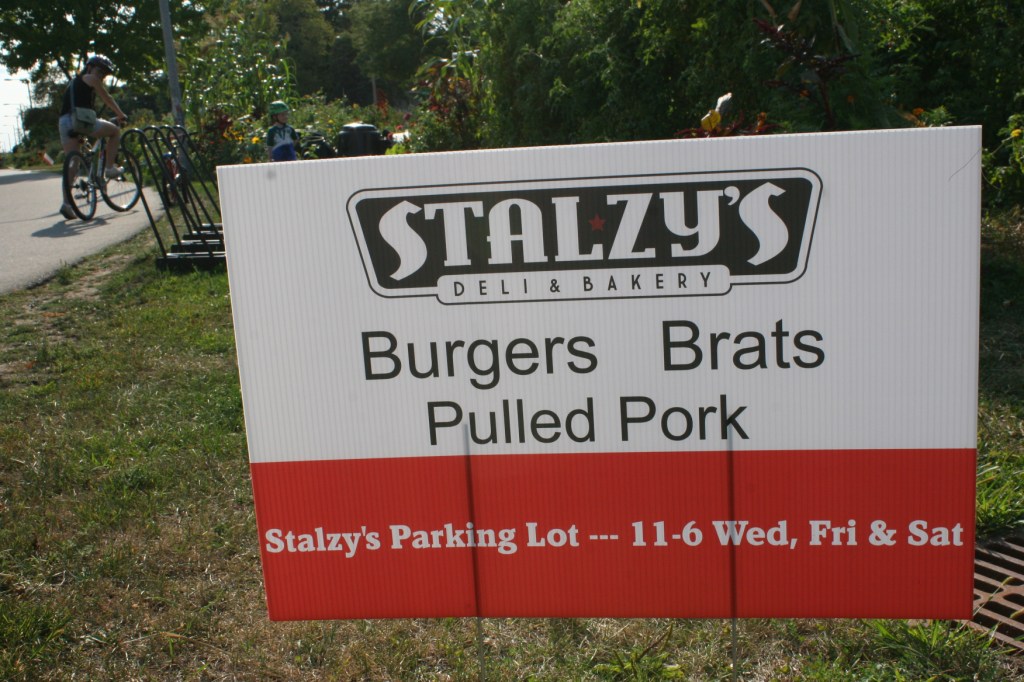 STALZY'S
DELI & BAKERY
Burgers Brats
Pulled Pork
Stalzy's Parking Lot --- 11-6 Wed, Fri & Sat